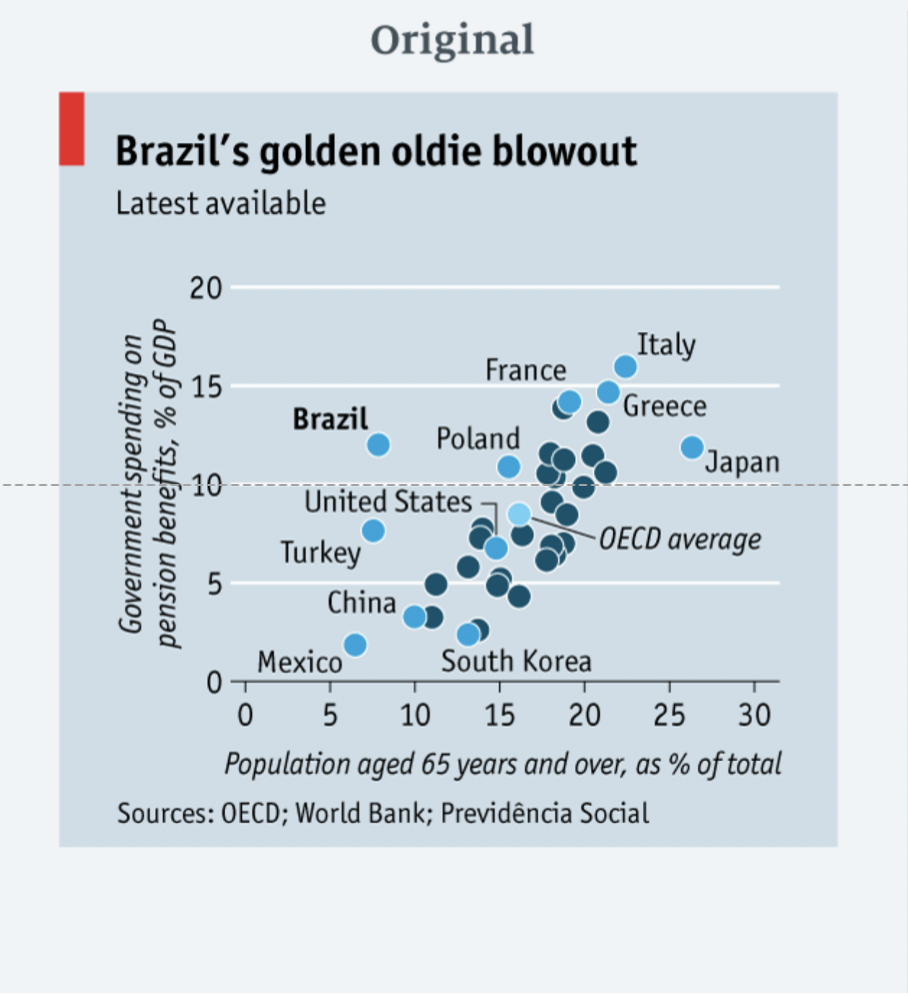 Original
Brazil's golden oldie blowout
Latest available
Government spending on
pension benefits, % of GDP
20
15
10
5
0
Italy
France
Greece
Brazil
Poland
Japan
United States
OECD average
Turkey
China
South Korea
Mexico
0 5 10 15 20 25 30
Population aged 65 years and over, as % of total
Sources: OECD; World Bank; Previdência Social